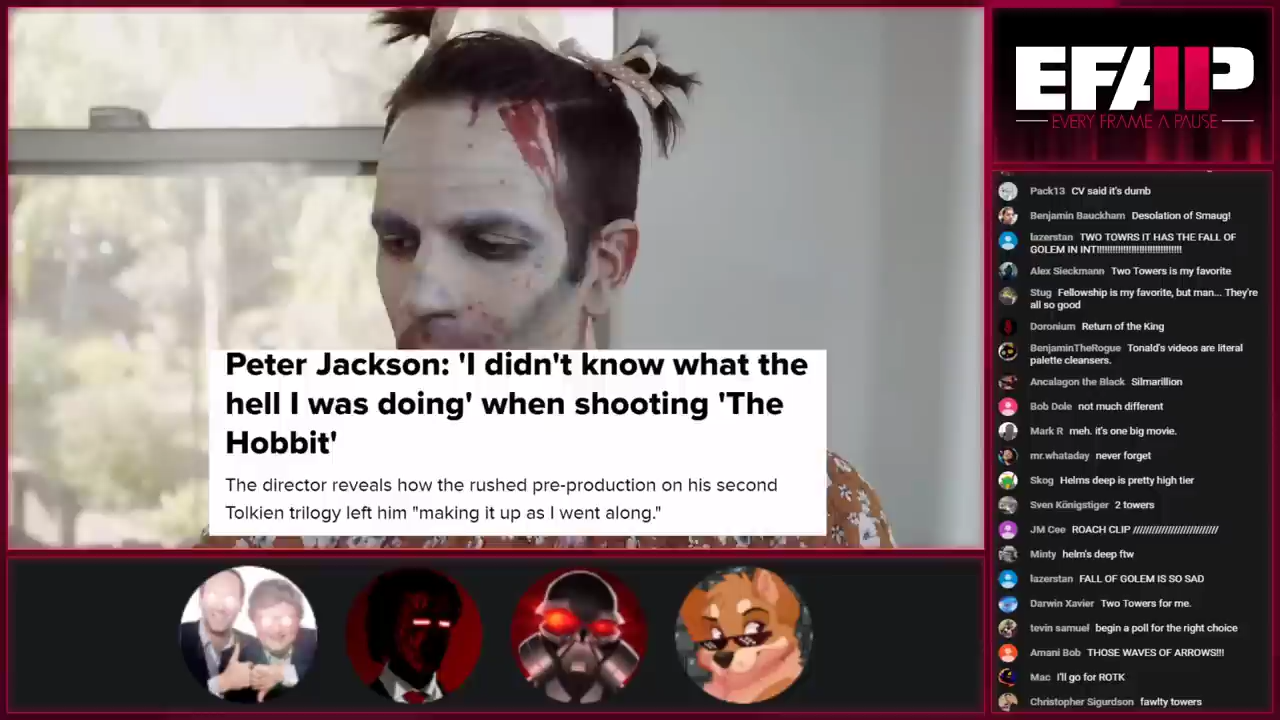 Peter Jackson: 'I didn't know what the
hell I was doing' when shooting 'The
Hobbit'
The director reveals how the rushed pre-production on his second
Tolkien trilogy left him "making it up as I went along."
EFAP
EVERY FRAME A PAUSE
Pack13 CV said it's dumb
Benjamin Bauckham Desolation of Smaug!
lazerstan TWO TOWRS iT HAS THE FALL OF
GOLEM IN INT!!!!!!!!!!!!!!!!!!!!!!!!!!!!!!!!
Alex Sieckmann Two Towers is my favorite
Stug Fellowship is my favorite, but man... They're
all so good
Doronium Return of the King
BenjaminTheRogue Tonald's videos are literal
palette cleansers.
Ancalagon the Black Silmarillion
Bob Dole not much different
Mark R meh. it's one big movie.
mr.whataday never forget
Skog Helms deep is pretty high tier
Sven Königstiger 2 towers
JM Cee ROACH CLIP ////////////////////////////
Minty helm's deep ftw
lazerstan FALL OF GOLEM IS SO SAD
Darwin Xavier Two Towers for me.
tevin samuel begin a poll for the right choice
Amani Bob THOSE WAVES OF ARROWS!!!
Mac I'll go for ROTK
Christopher Sigurdson fawlty towers